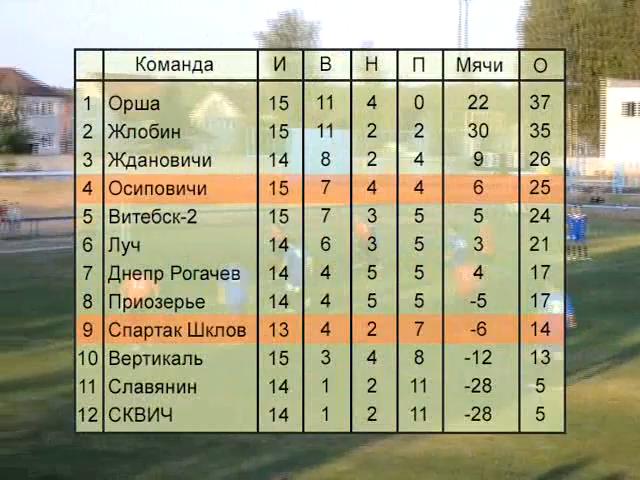 Команда И В Н П Мячи О
1 Орша 15 11 4 0 22 37
2 Жлобин 15 11 2 2 30 35
3 Ждановичи 14 8 2 4 9 26
4 Осиповичи 15 7 4 4 6 25
5 Витебск-2 15 7 3 5 5 24
6 Луч 14 6 3 5 3 21
7 Днепр Рогачев 14 4 5 5 4 17
8 Приозерье 14 4 5 5 -5 17
9 Спартак Шклов 13 4 2 7 -6 14
10 Вертикаль 15 3 4 8 -12 13
11 Славянин 14 1 2 11 -28 5
12 СКВИЧ 14 1 2 11 -28 5